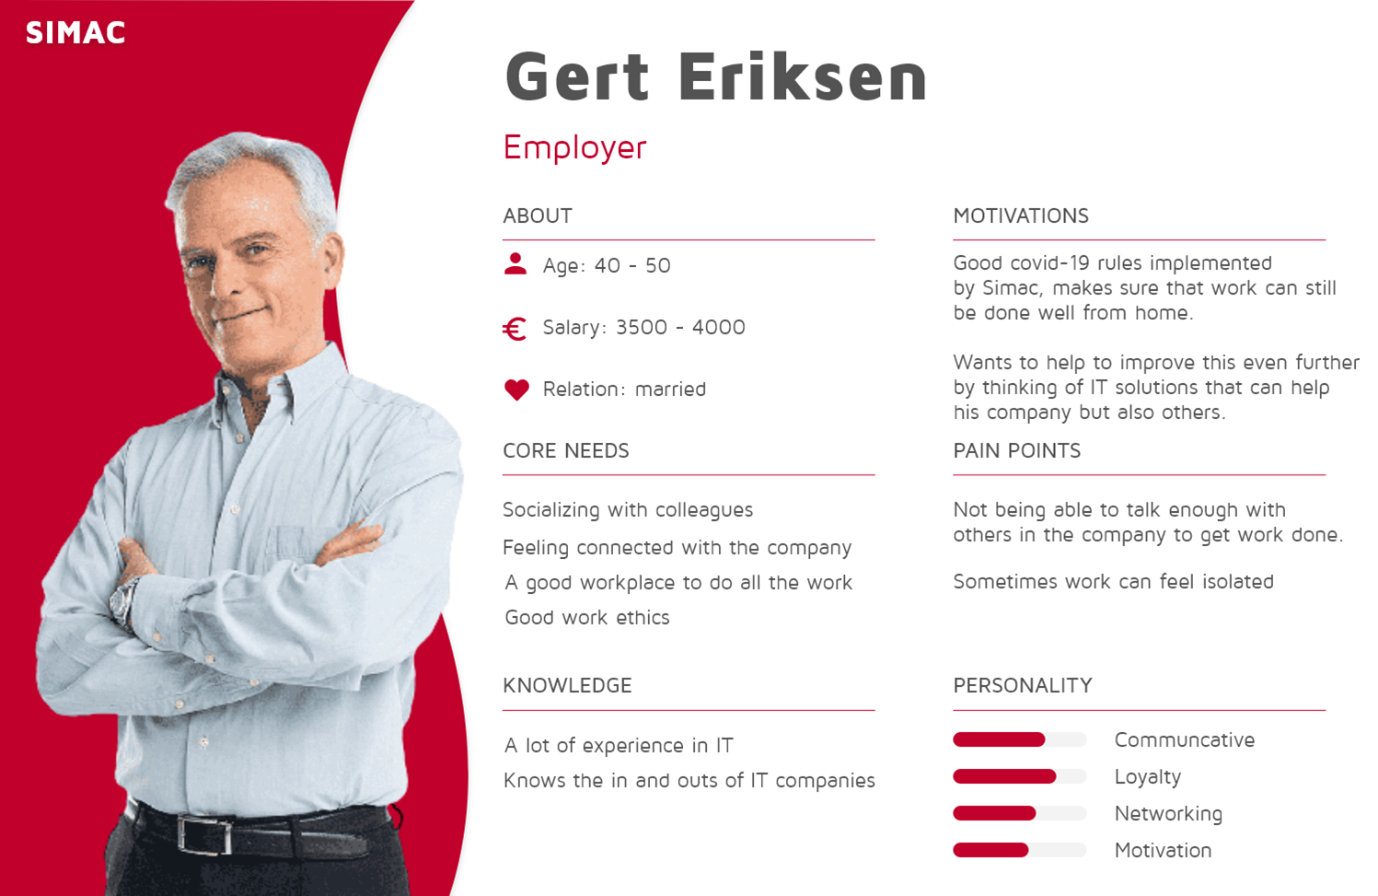 SIMAC
Gert Eriksen
Employer
ABOUT
Age: 40 - 50
Salary: 3500 - 4000
Relation: married
MOTIVATIONS
Good covid-19 rules implemented
by Simac, makes sure that work can still
be done well from home.
Wants to help to improve this even further
by thinking of IT solutions that can help
his company but also others.
CORE NEEDS
Socializing with colleagues
Feeling connected with the company
A good workplace to do all the work
Good work ethics
PAIN POINTS
Not being able to talk enough with
others in the company to get work done.
Sometimes work can feel isolated
KNOWLEDGE
A lot of experience in IT
Knows the in and outs of IT companies
PERSONALITY
Communcative
Loyalty
Networking
Motivation